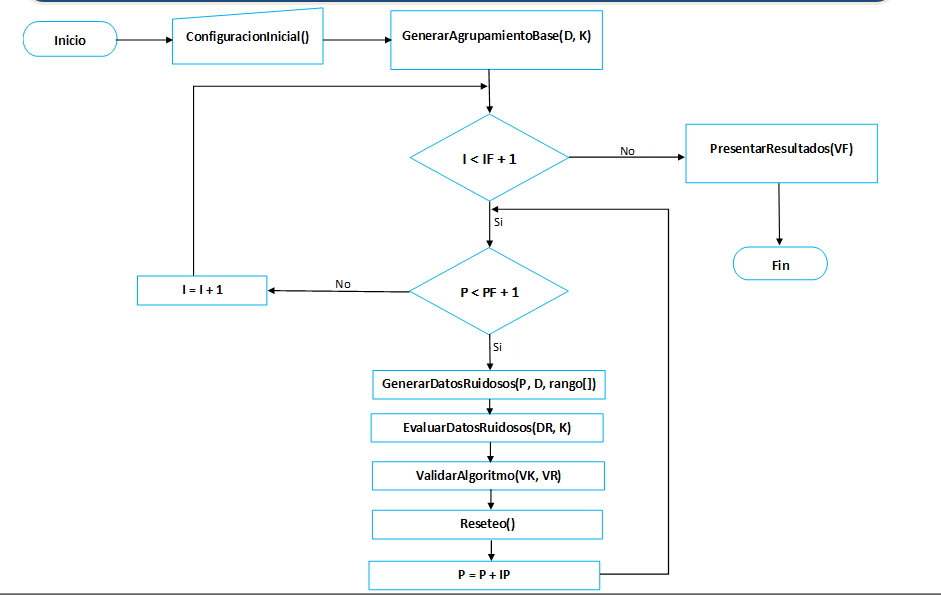 Inicio
ConfiguracionInicial()
GenerarAgrupamientoBase(D, K)
I < IF + 1
No
PresentarResultados(VF)
Si
Fin
I = I + 1
No
P < PF + 1
Si
GenerarDatosRuidosos(P, D, rango[])
EvaluarDatosRuidosos(DR, K)
ValidarAlgoritmo(VK, VR)
Reseteo()
P = P + IP